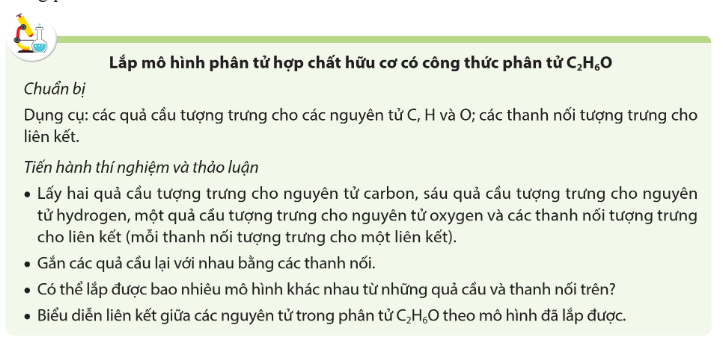 Lắp mô hình phân tử hợp chất hữu cơ có công thức phân tử C₂H₆O
Chuẩn bị
Dụng cụ: các quả cầu tượng trưng cho các nguyên tử C, H và O; các thanh nối tượng trưng cho
liên kết.
Tiến hành thí nghiệm và thảo luận
• Lấy hai quả cầu tượng trưng cho nguyên tử carbon, sáu quả cầu tượng trưng cho nguyên
tử hydrogen, một quả cầu tượng trưng cho nguyên tử oxygen và các thanh nối tượng trưng
cho liên kết (mỗi thanh nối tượng trưng cho một liên kết).
• Gắn các quả cầu lại với nhau bằng các thanh nối.
• Có thể lắp được bao nhiêu mô hình khác nhau từ những quả cầu và thanh nối trên?
• Biểu diễn liên kết giữa các nguyên tử trong phân tử C₂H₆O theo mô hình đã lắp được.